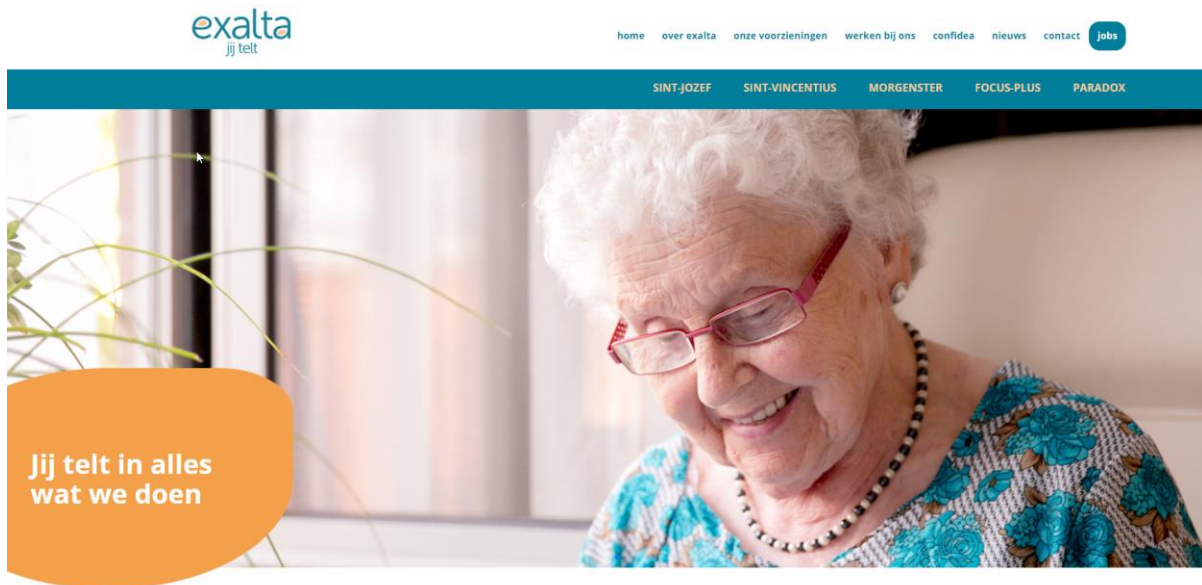 exalta
jij telt
home over exalta onze voorzieningen werken bij ons confidea nieuws contact jobs
SINT-JOZEF SINT-VINCENTIUS MORGENSTER FOCUS-PLUS PARADOX
Jij telt in alles
wat we doen